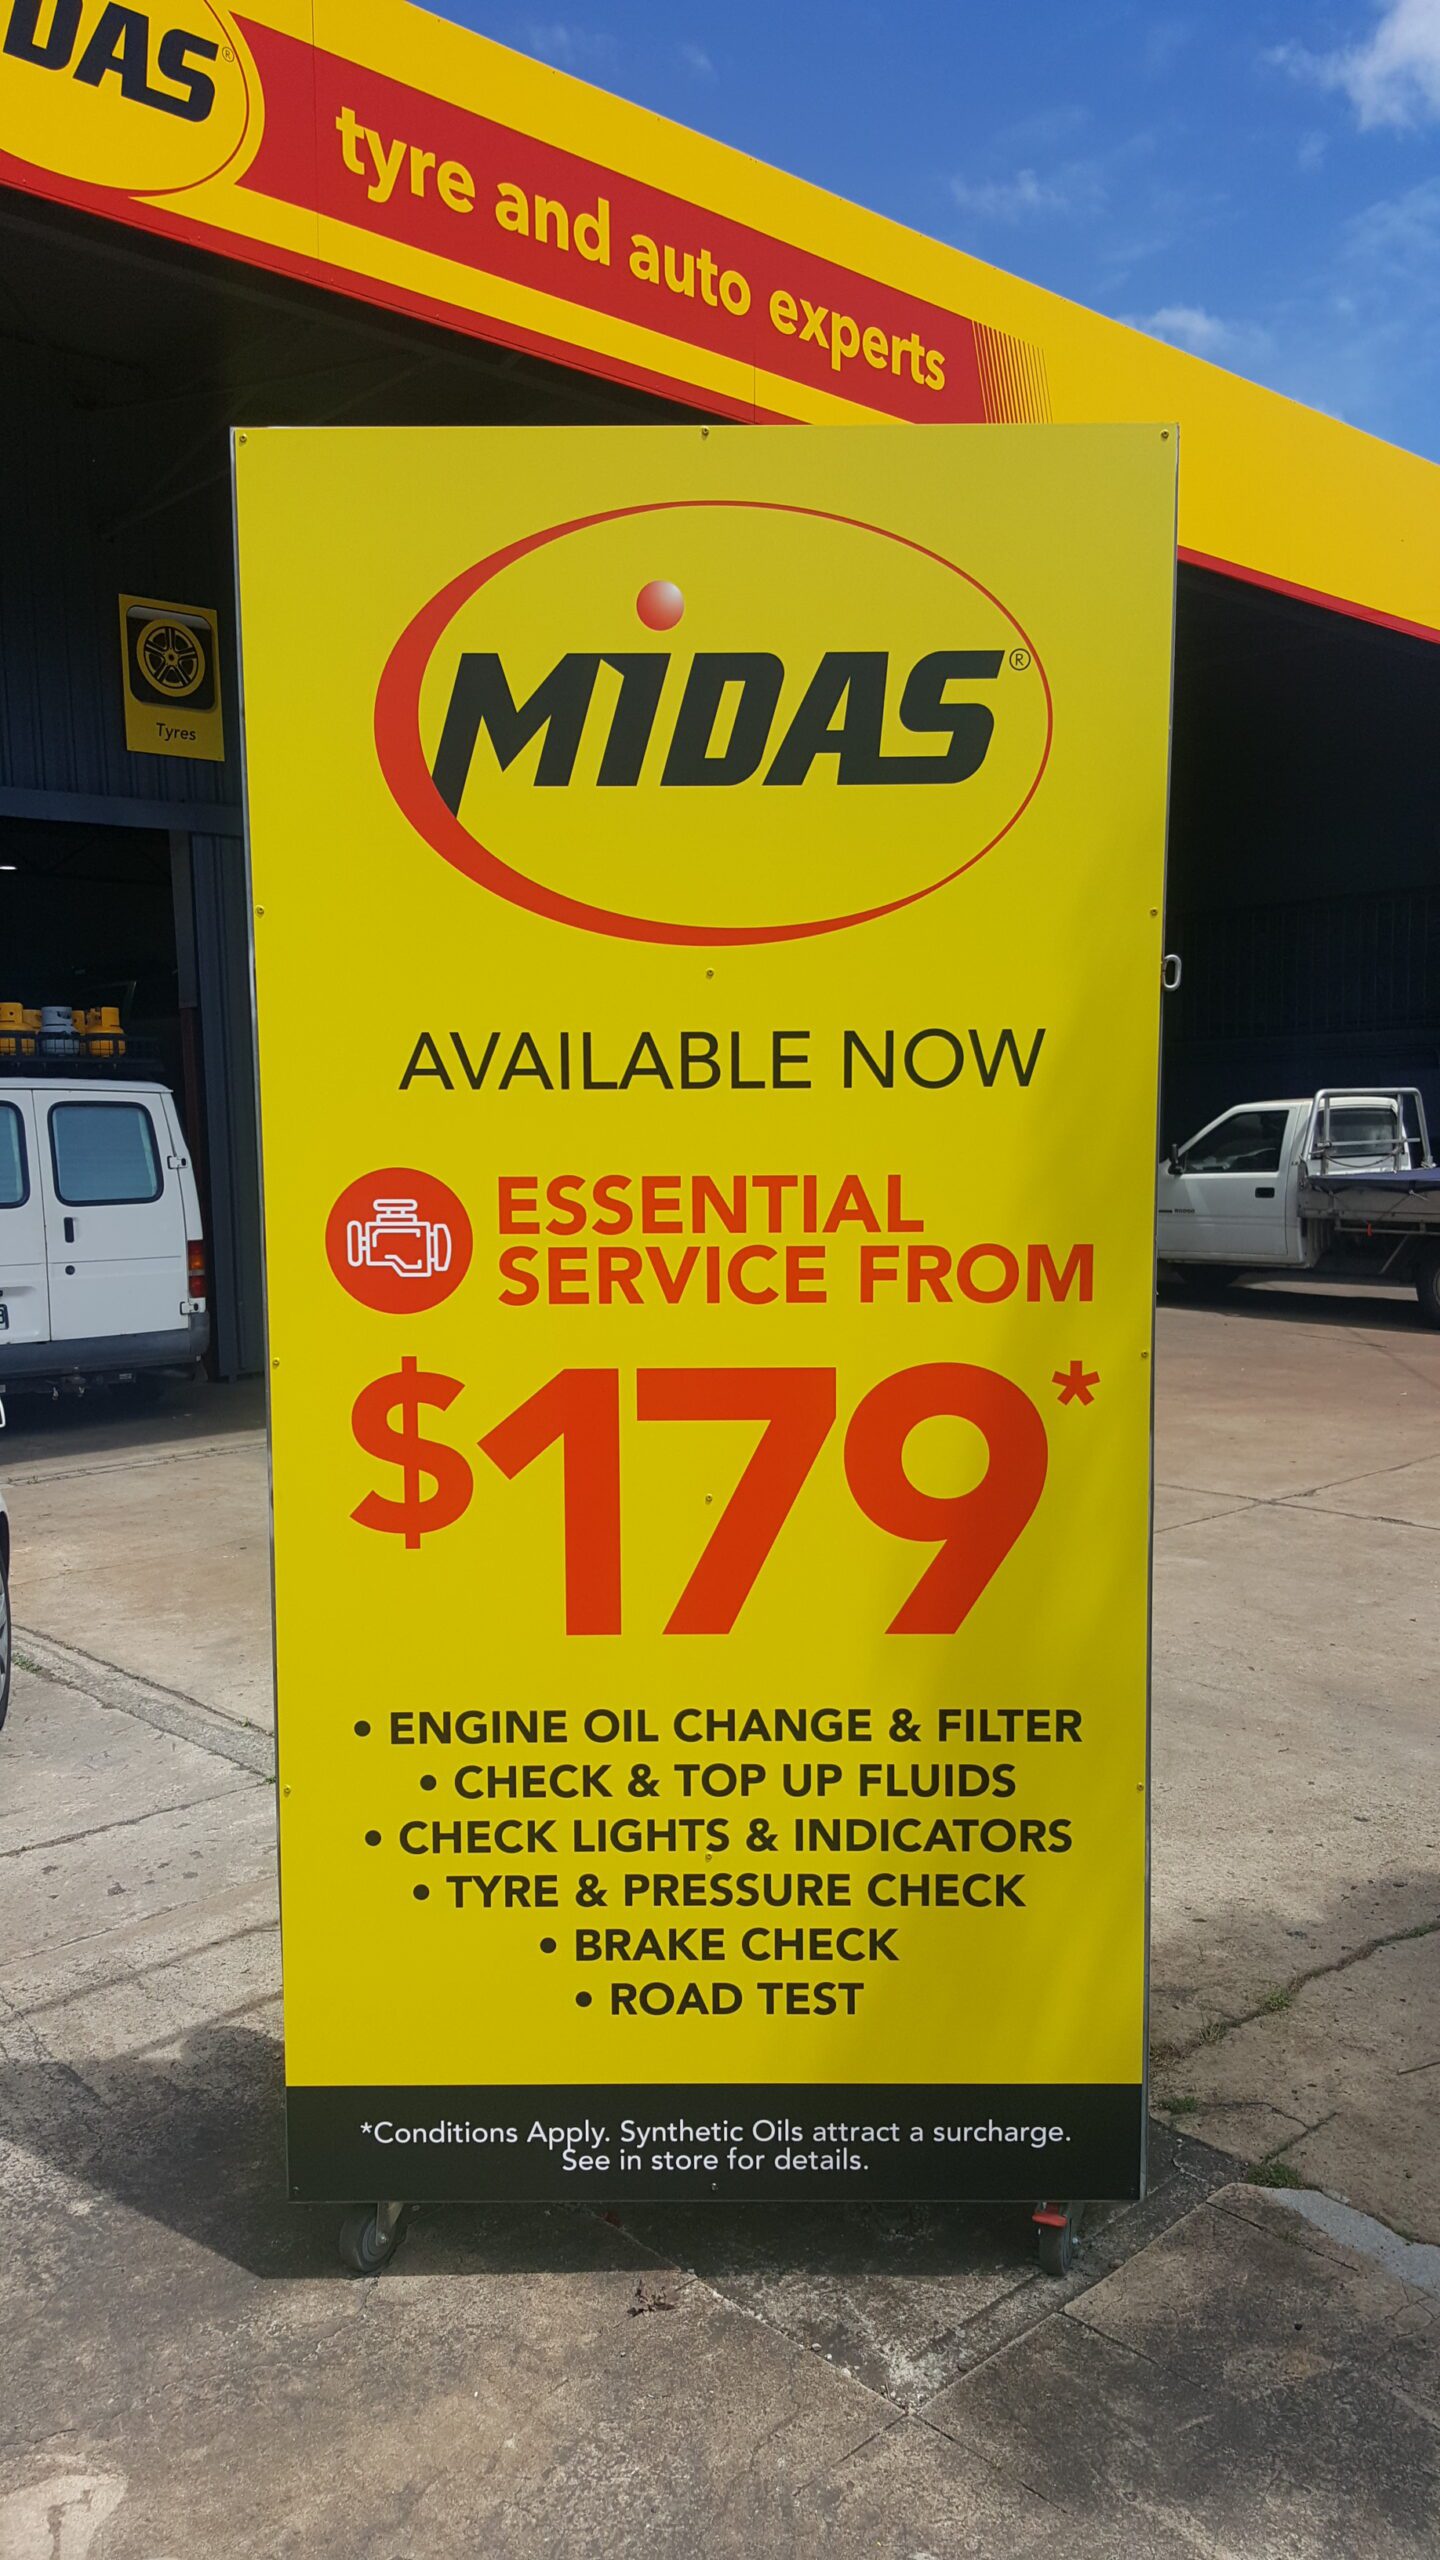 DAS®
tyre and auto experts
Tyres
MIDAS®
AVAILABLE NOW
ESSENTIAL
SERVICE FROM
$179*
• ENGINE OIL CHANGE & FILTER
• CHECK & TOP UP FLUIDS
• CHECK LIGHTS & INDICATORS
• TYRE & PRESSURE CHECK
• BRAKE CHECK
• ROAD TEST
*Conditions Apply. Synthetic Oils attract a surcharge.
See in store for details.
RODEO